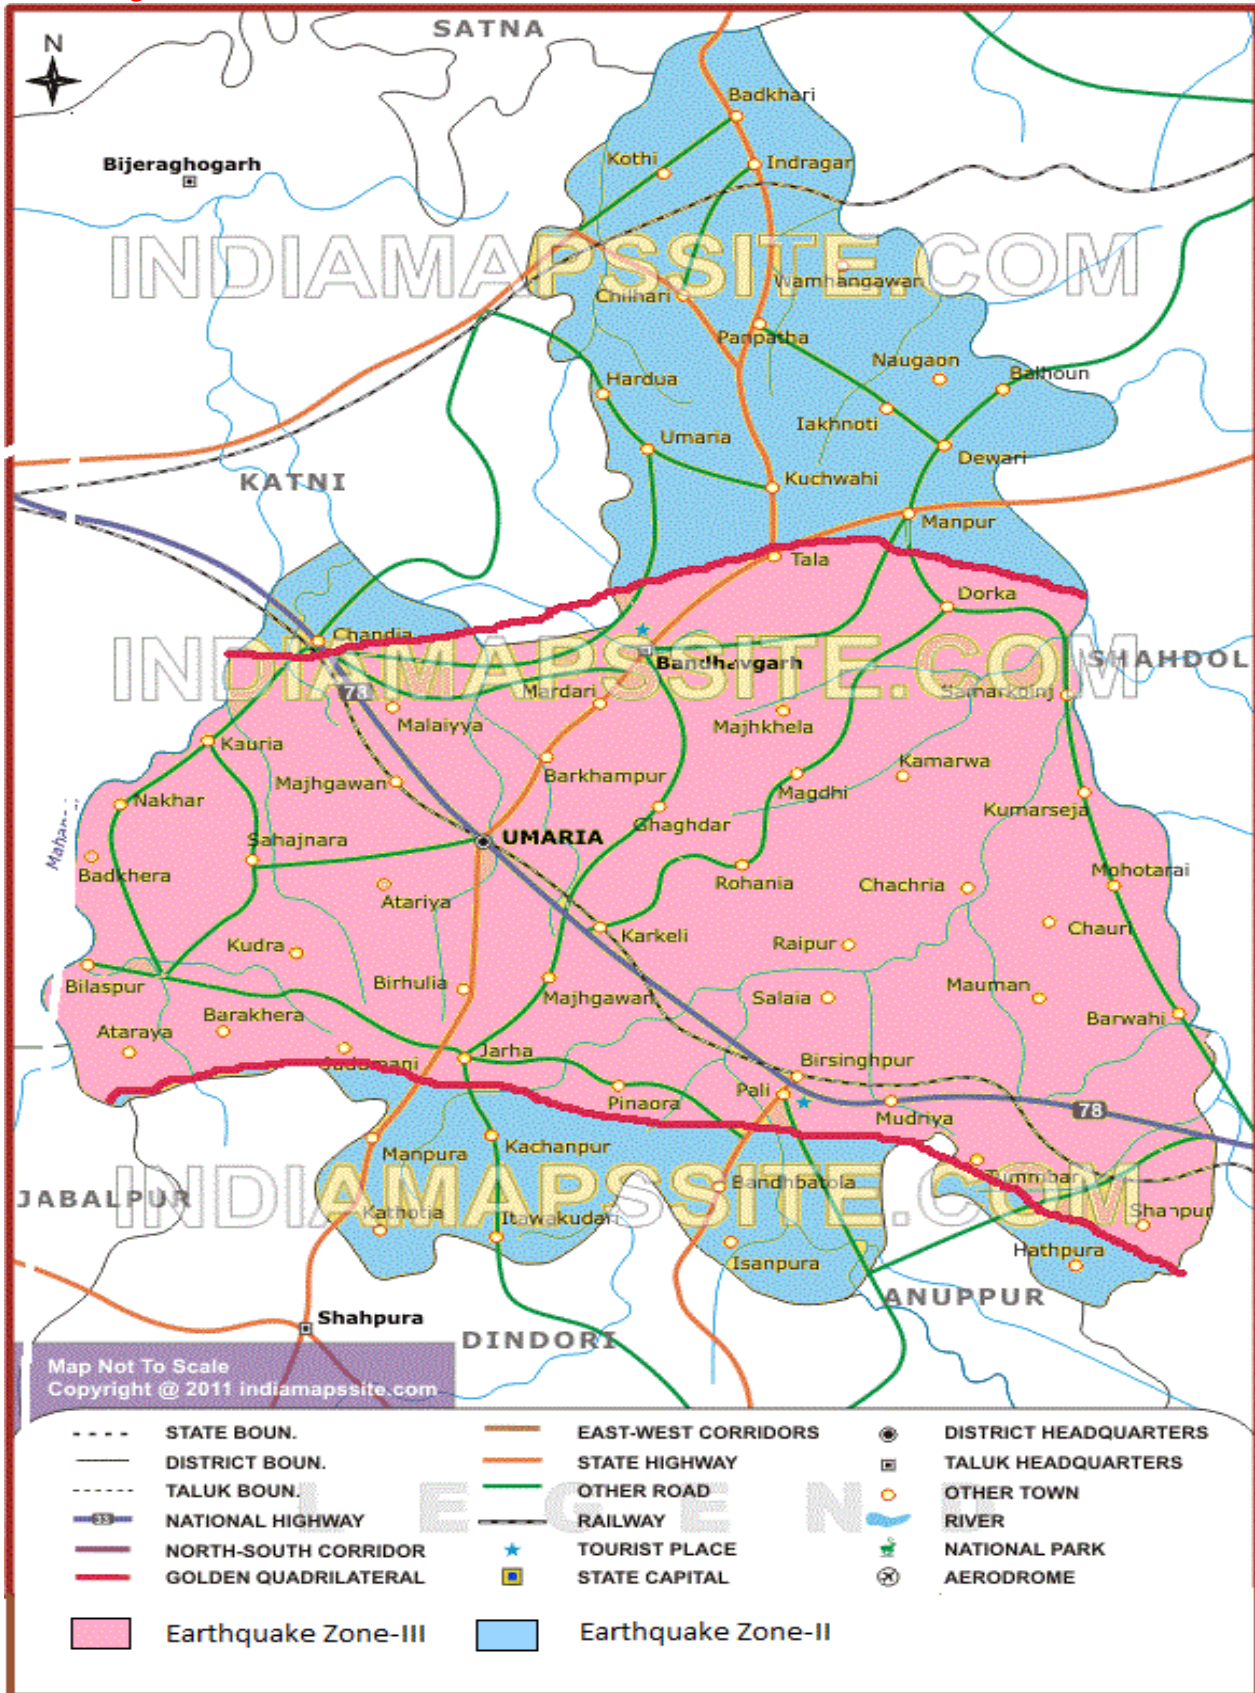 SATNA
N
Badkhari
Kothi
Indragar
Bijeraghogarh
INDIAMAPSSITE.COM
Wamhangawan
Chilhari
Panpatha
Naugaon
Balhoun
Hardua
Iakhnoti
Umaria
Dewari
KATNI
Kuchwahi
Manpur
Tala
Dorka
Chandia
INDIAMAPSSITE.COM
Bandhavgarh
SHAHDOL
78
Mardari
Samarkoinj
Malaiyya
Majhkhela
Kauria
Kamarwa
Majhgawan
Barkhampur
Magdhi
Nakhar
Kumarseja
Ghaghdar
Sahajnara
UMARIA
Badkhera
Mohotarai
Rohania
Chachria
Atariya
Chauri
Karkeli
Kudra
Raipur
Bilaspur
Birhulia
Majhgawan
Salaia
Mauman
Barakhera
Barwahi
Ataraya
Jarha
Birsinghpur
Pali
Pinaora
Mudriya
78
Manpura
Kachanpur
JABALPUR
INDIAMAPSSITE.COM
Bandhbatola
Kathotia
Itawakudari
Shahpur
Hathpura
Isanpura
ANUPPUR
Shahpura
DINDORI
Map Not To Scale
Copyright @ 2011 indiamapssite.com
LEGEND
STATE BOUN.
EAST-WEST CORRIDORS
DISTRICT HEADQUARTERS
DISTRICT BOUN.
STATE HIGHWAY
TALUK HEADQUARTERS
TALUK BOUN.
OTHER ROAD
OTHER TOWN
33
NATIONAL HIGHWAY
RAILWAY
RIVER
NORTH-SOUTH CORRIDOR
TOURIST PLACE
NATIONAL PARK
GOLDEN QUADRILATERAL
STATE CAPITAL
AERODROME
Earthquake Zone-III
Earthquake Zone-II